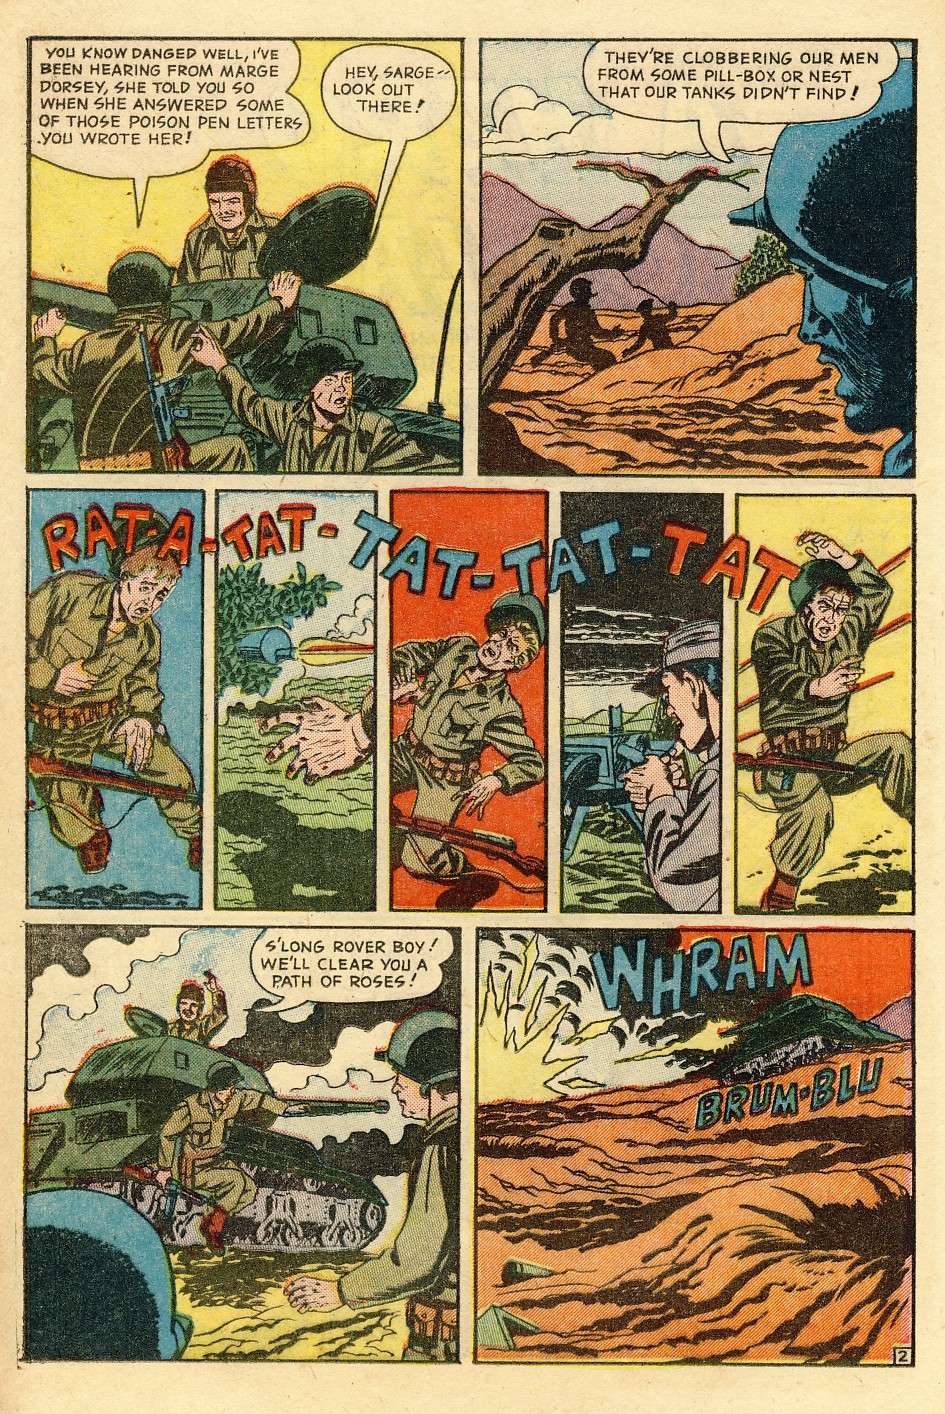 YOU KNOW DANGED WELL, I'VE
BEEN HEARING FROM MARGE
DORSEY, SHE TOLD YOU SO
WHEN SHE ANSWERED SOME
OF THOSE POISON PEN LETTERS
YOU WROTE HER!
HEY, SARGE--
LOOK OUT
THERE!
THEY'RE CLOBBERING OUR MEN
FROM SOME PILL-BOX OR NEST
THAT OUR TANKS DIDN'T FIND!
RAT-A-TAT-TAT-TAT-TAT
S'LONG ROVER BOY!
WE'LL CLEAR YOU A
PATH OF ROSES!
WHRAM
BRUM-BLU
2